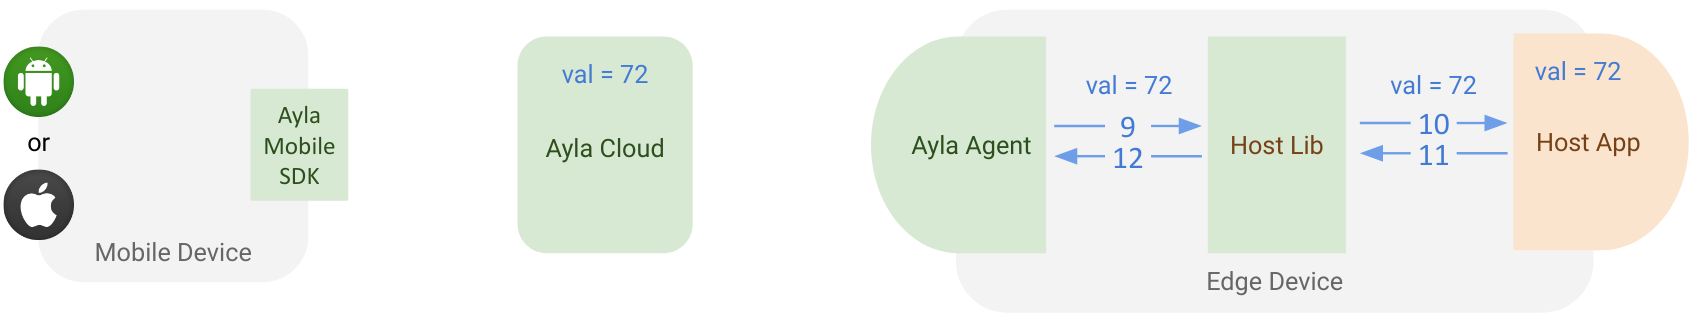 or
Ayla
Mobile
SDK
Mobile Device
val = 72
Ayla Cloud
Ayla Agent
val = 72
9
12
Host Lib
val = 72
10
11
val = 72
Host App
Edge Device